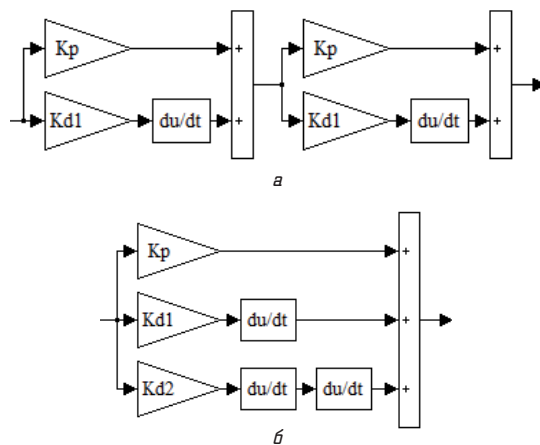 Kp + Kp +
Kd1 du/dt + Kd1 du/dt +
а
Kp +
Kd1 du/dt +
Kd2 du/dt du/dt +
б